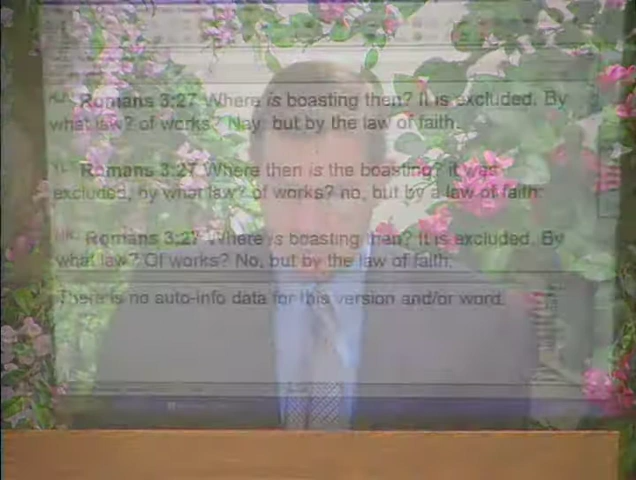 Romans 3:27 Where is boasting then? It is excluded. By
what law? of works? Nay: but by the law of faith.
Romans 3:27 Where then is the boasting? it was
excluded; by what law? of works? no, but by a law of faith:
Romans 3:27 Where is boasting then? It is excluded. By
what law? Of works? No, but by the law of faith.
There is no auto-info data for this version and/or word.